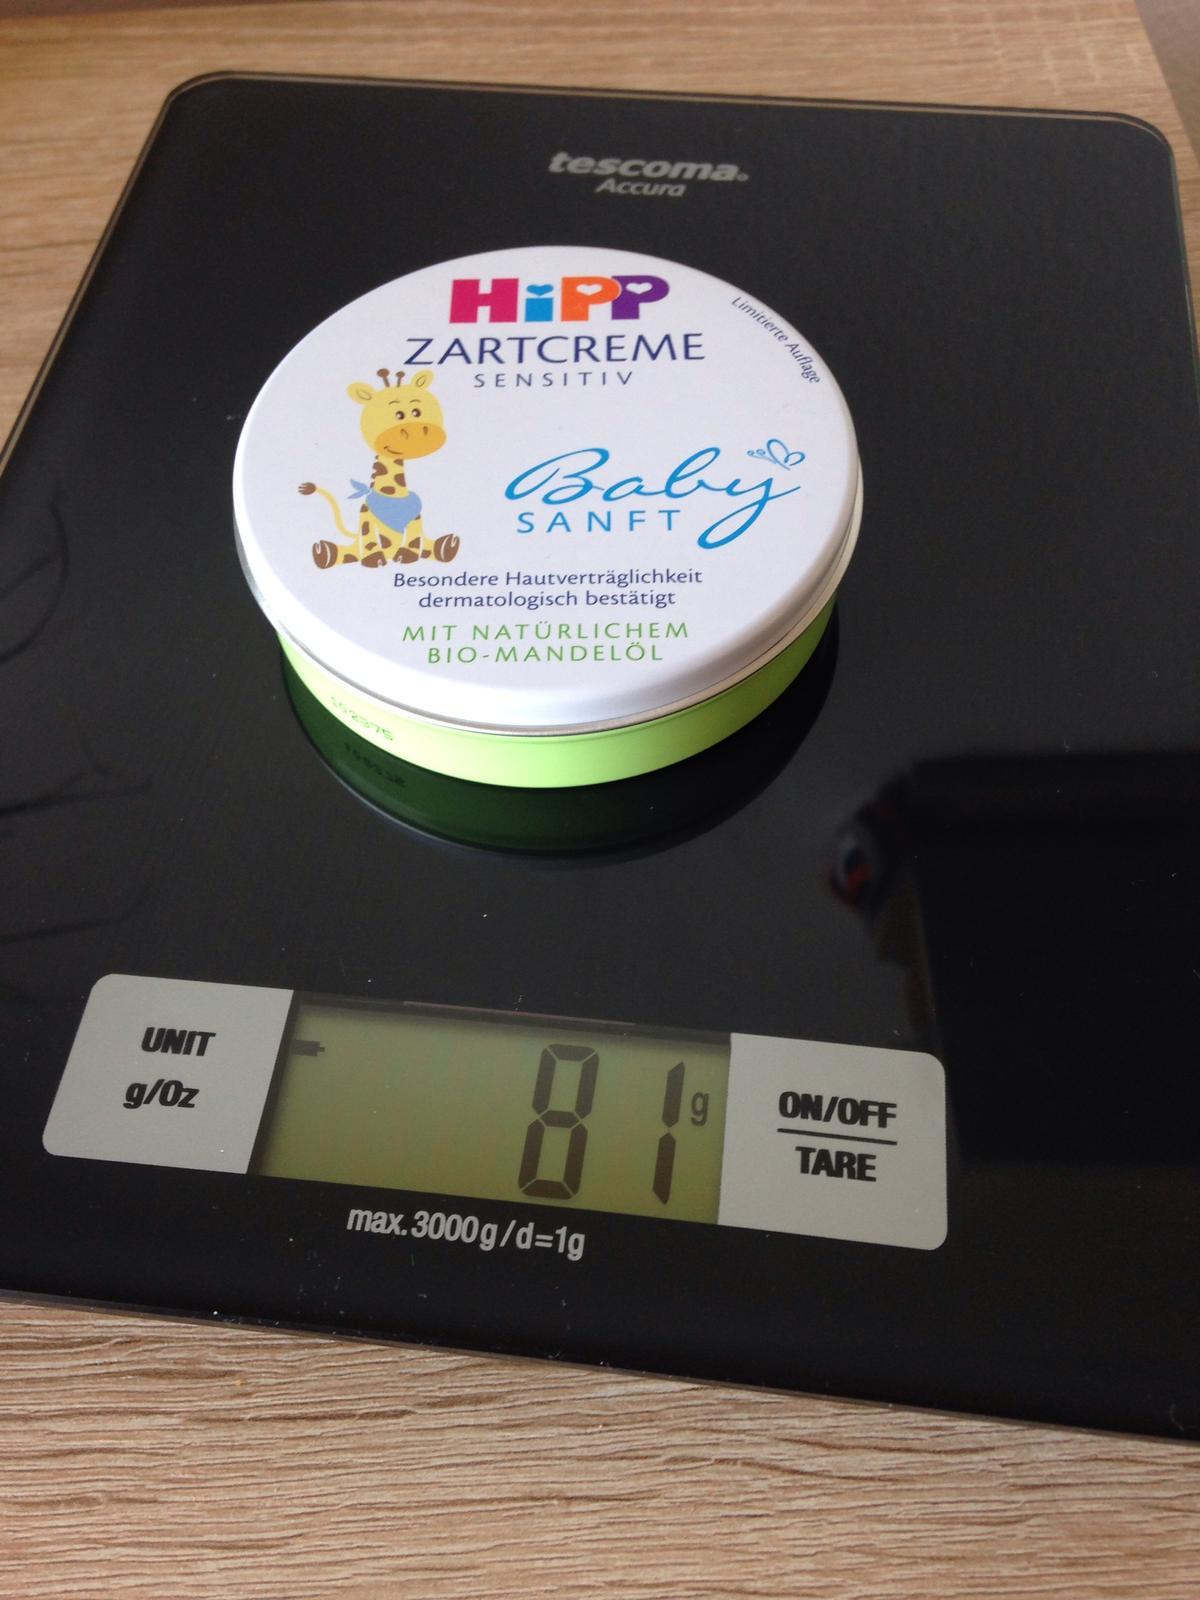 tescoma
Accura
HiPP
ZARTCREME
SENSITIV
Limitierte Auflage
Baby
SANFT
Besondere Hautverträglichkeit
dermatologisch bestätigt
MIT NATÜRLICHEM
BIO-MANDELÖL
UNIT
g/Oz
81g
ON/OFF
TARE
max. 3000g/d=1g